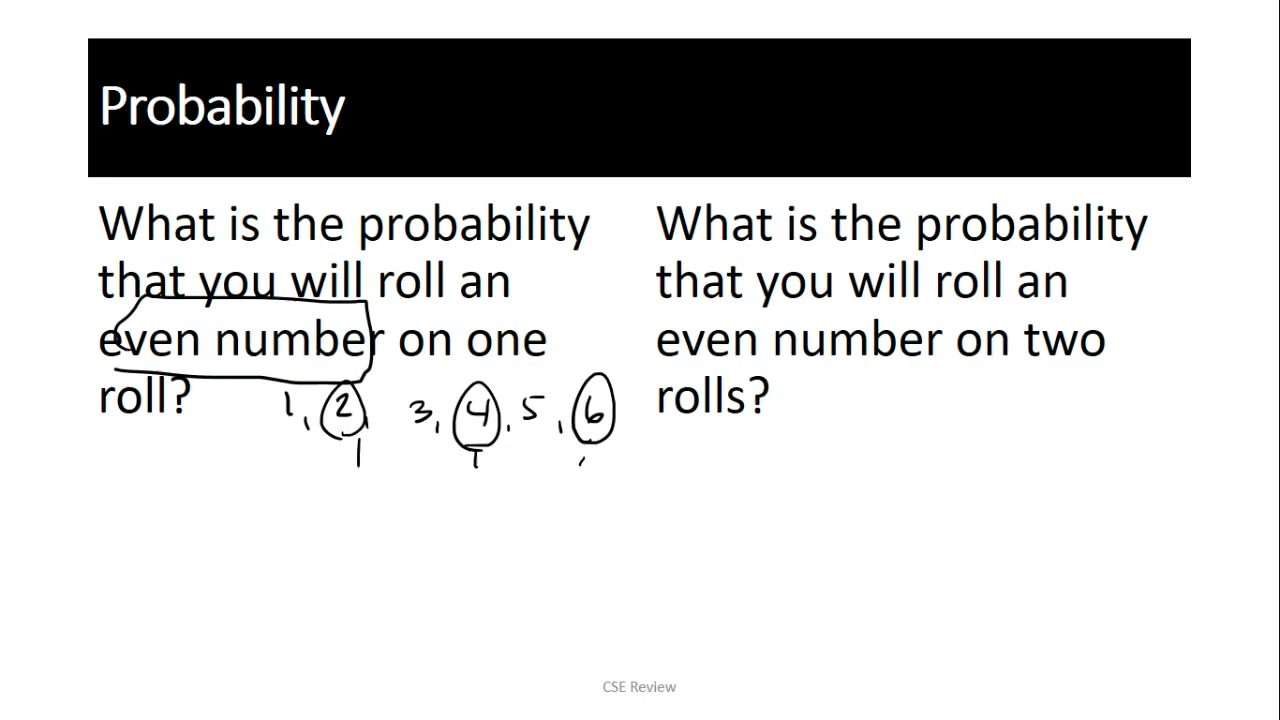 Probability
What is the probability
that you will roll an
even number on one
roll?
1, 2, 3, 4, 5, 6
What is the probability
that you will roll an
even number on two
rolls?
CSE Review